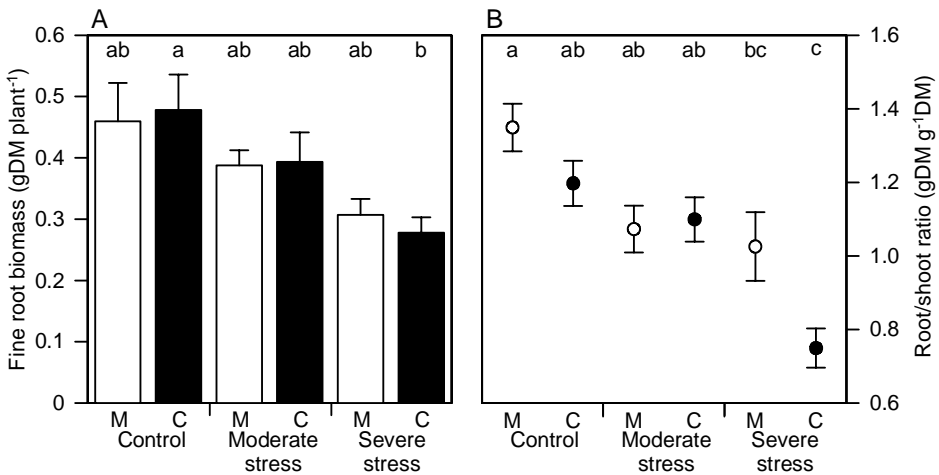 A
B
Fine root biomass (gDM plant⁻¹)
0.6
0.5
0.4
0.3
0.2
0.1
0
ab a ab ab ab b
M C M C M C
Control Moderate stress Severe stress
a ab ab ab bc c
1.6
1.4
1.2
1.0
0.8
0.6
Root/shoot ratio (gDM g⁻¹DM)
M C M C M C
Control Moderate stress Severe stress